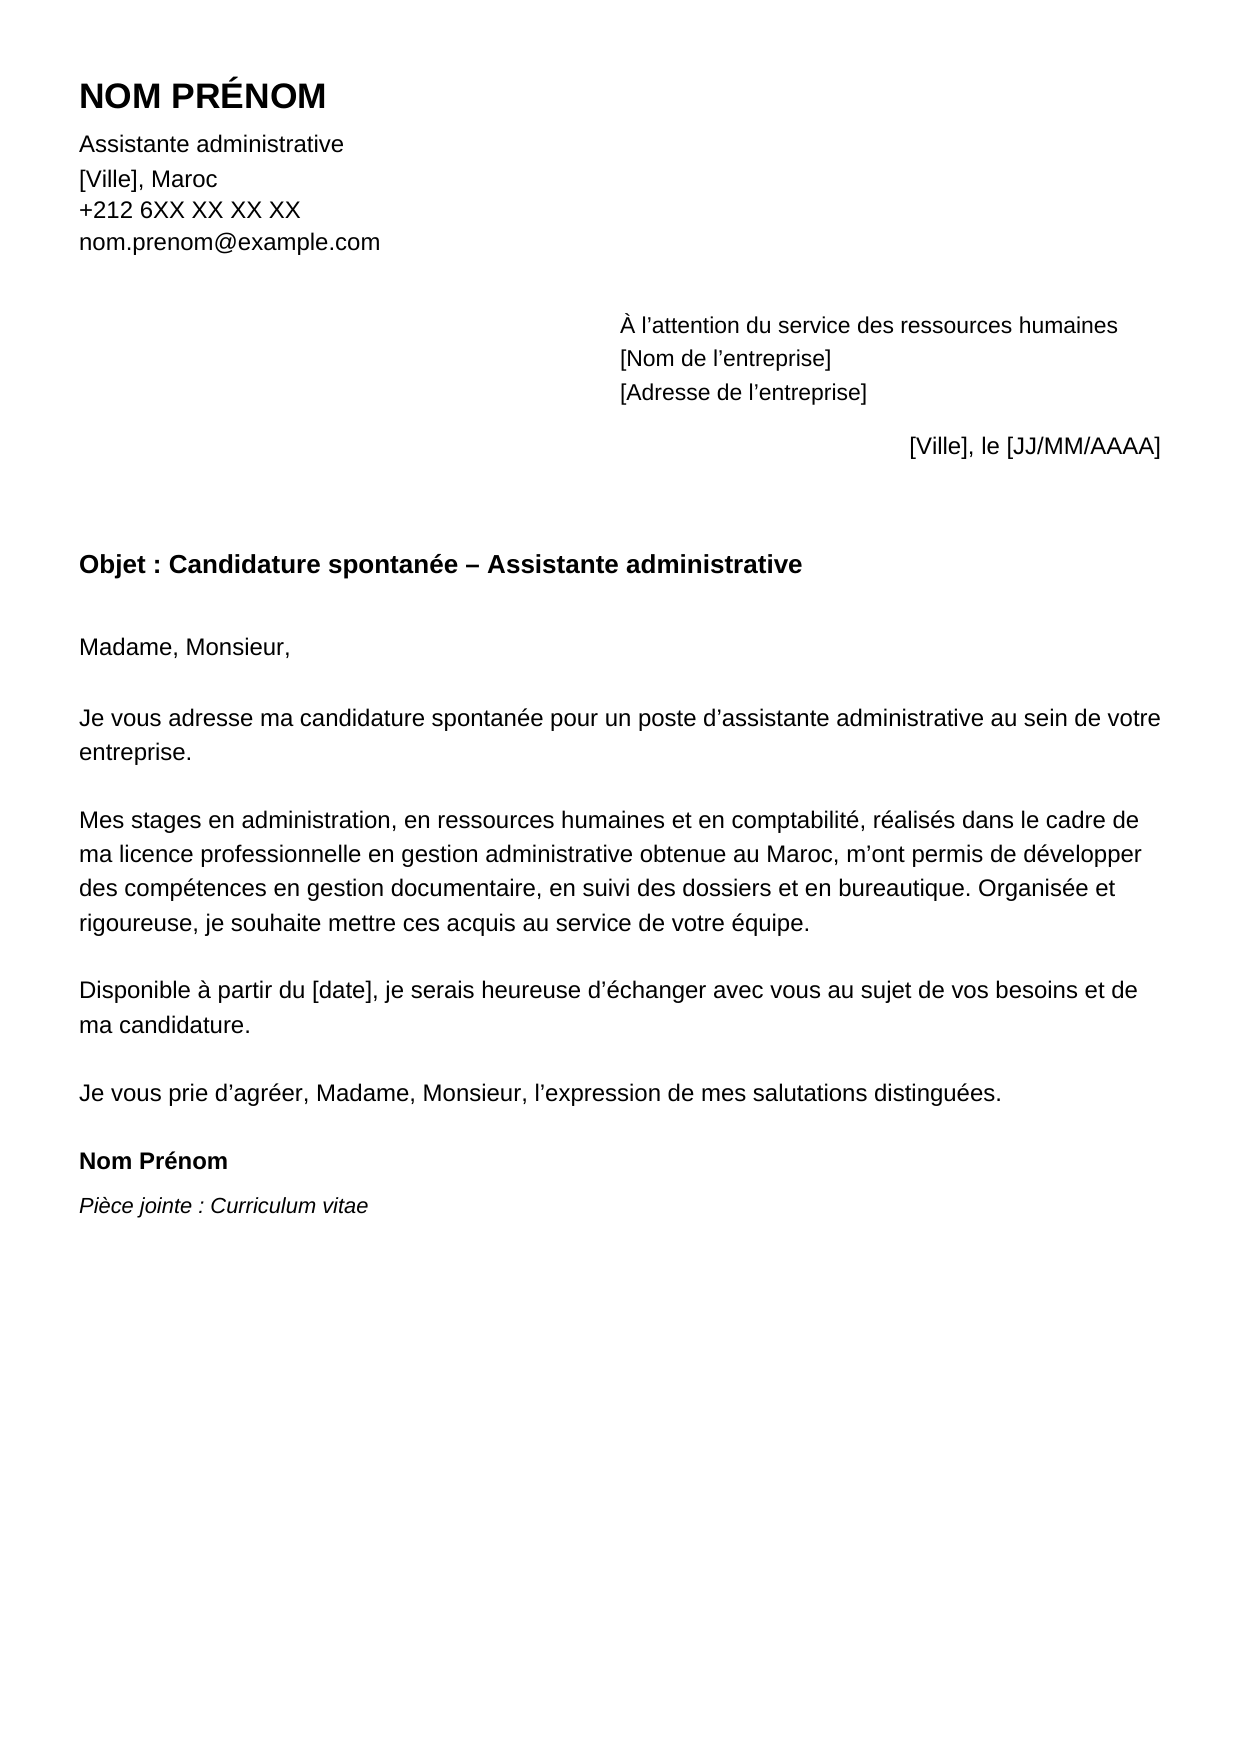 NOM PRÉNOM
Assistante administrative
[Ville], Maroc
+212 6XX XX XX XX
nom.prenom@example.com
À l’attention du service des ressources humaines
[Nom de l’entreprise]
[Adresse de l’entreprise]
[Ville], le [JJ/MM/AAAA]
Objet : Candidature spontanée – Assistante administrative
Madame, Monsieur,
Je vous adresse ma candidature spontanée pour un poste d’assistante administrative au sein de votre
entreprise.
Mes stages en administration, en ressources humaines et en comptabilité, réalisés dans le cadre de
ma licence professionnelle en gestion administrative obtenue au Maroc, m’ont permis de développer
des compétences en gestion documentaire, en suivi des dossiers et en bureautique. Organisée et
rigoureuse, je souhaite mettre ces acquis au service de votre équipe.
Disponible à partir du [date], je serais heureuse d’échanger avec vous au sujet de vos besoins et de
ma candidature.
Je vous prie d’agréer, Madame, Monsieur, l’expression de mes salutations distinguées.
Nom Prénom
Pièce jointe : Curriculum vitae